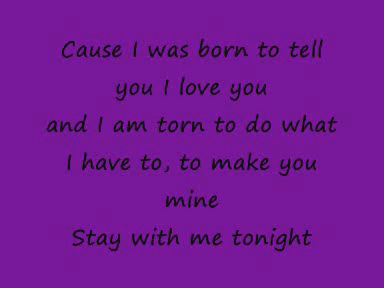 Cause I was born to tell
you I love you
and I am torn to do what
I have to, to make you
mine
Stay with me tonight